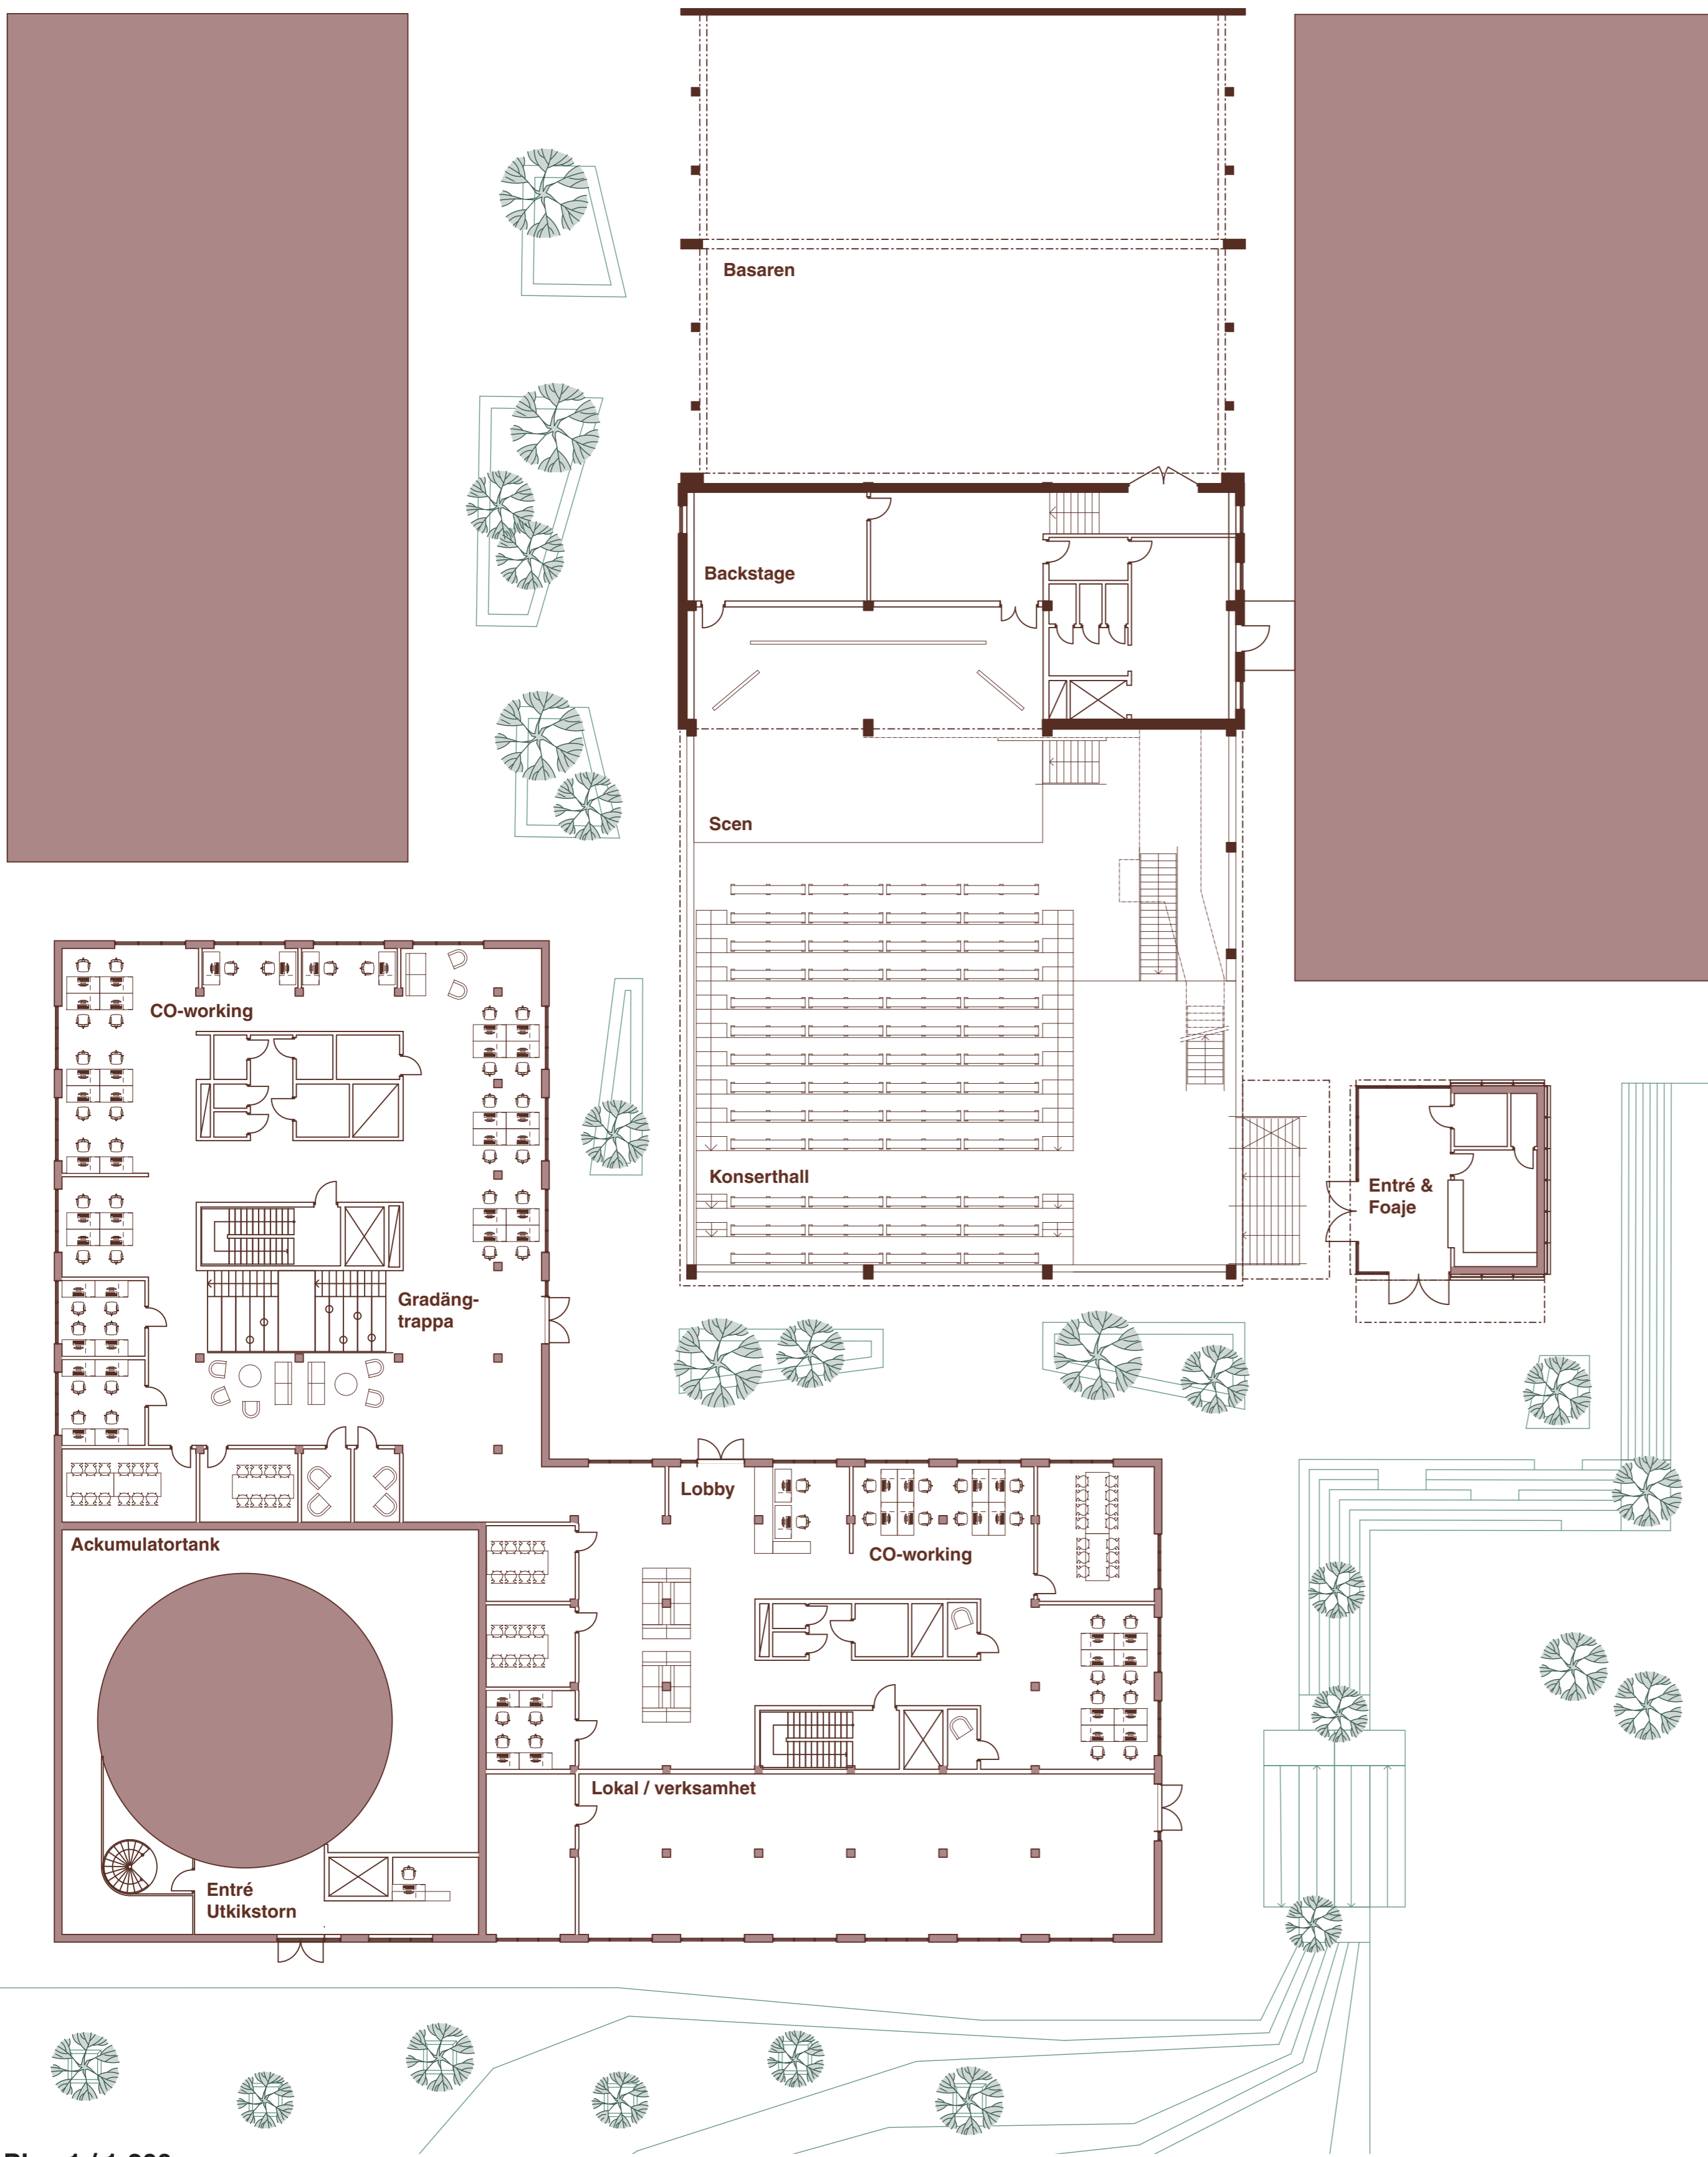 Basaren
Backstage
Scen
CO-working
Konserthall
Entré &
Foaje
Gradäng-
trappa
Lobby
Ackumulatortank
CO-working
Lokal / verksamhet
Entré
Utkikstorn